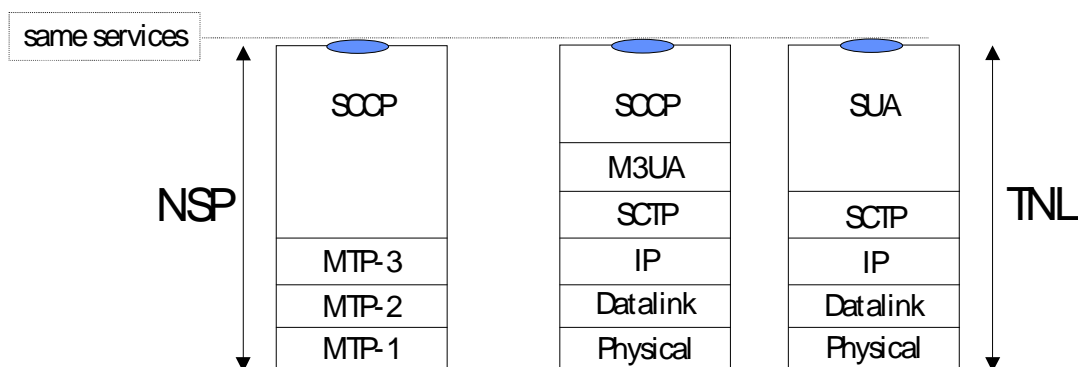 same services
SCCP
SCCP
SUA
M3UA
NSP
SCTP
SCTP
TNL
MTP-3
IP
IP
MTP-2
Datalink
Datalink
MTP-1
Physical
Physical